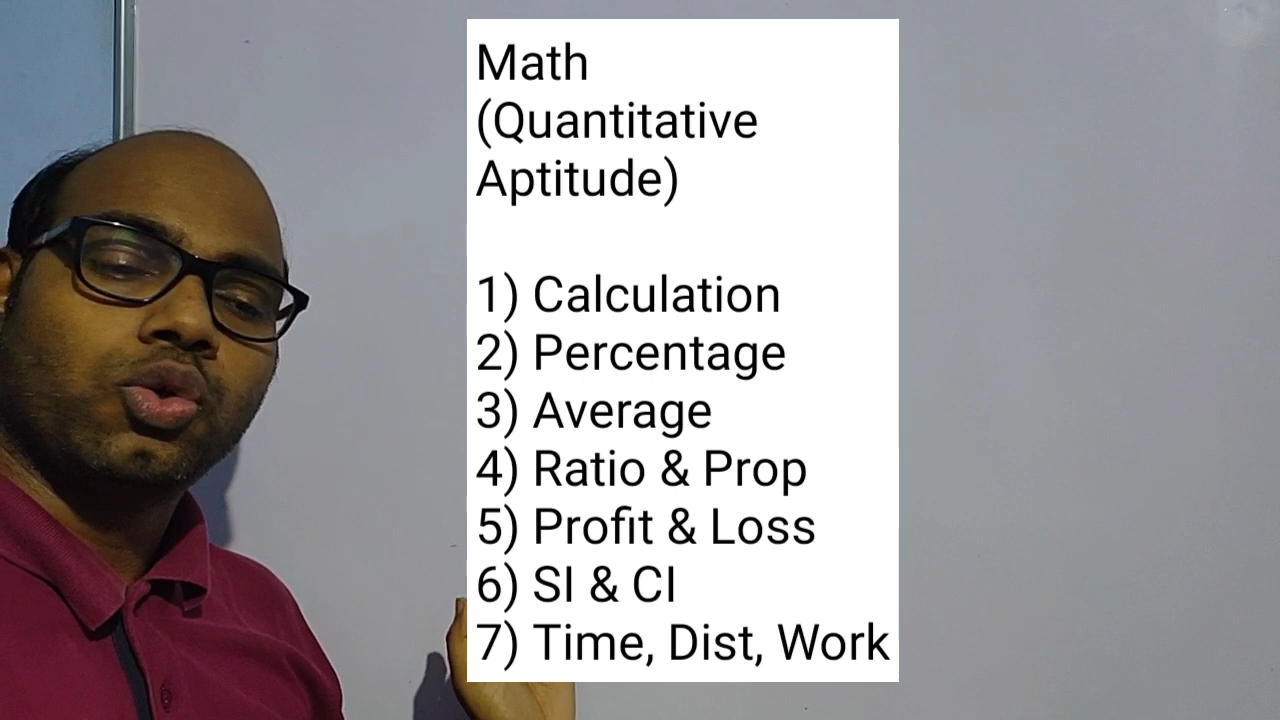 Math
(Quantitative
Aptitude)
1) Calculation
2) Percentage
3) Average
4) Ratio & Prop
5) Profit & Loss
6) SI & CI
7) Time, Dist, Work